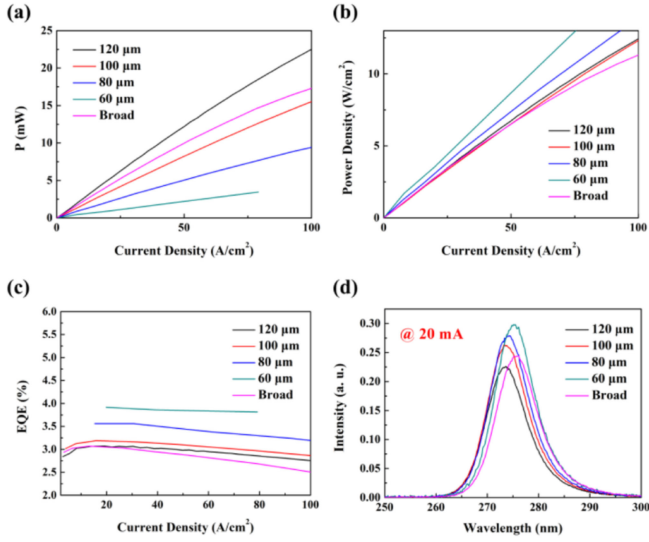 (a)
25
20
15
10
5
0
P (mW)
120 μm
100 μm
80 μm
60 μm
Broad
0
50
100
Current Density (A/cm²)
(b)
10
5
0
Power Density (W/cm²)
120 μm
100 μm
80 μm
60 μm
Broad
0
50
100
Current Density (A/cm²)
(c)
6.0
5.5
5.0
4.5
4.0
3.5
3.0
2.5
2.0
EQE (%)
120 μm
100 μm
80 μm
60 μm
Broad
20
40
60
80
100
Current Density (A/cm²)
(d)
0.30
0.25
0.20
0.15
0.10
0.05
0.00
Intensity (a. u.)
@ 20 mA
120 μm
100 μm
80 μm
60 μm
Broad
250
260
270
280
290
300
Wavelength (nm)